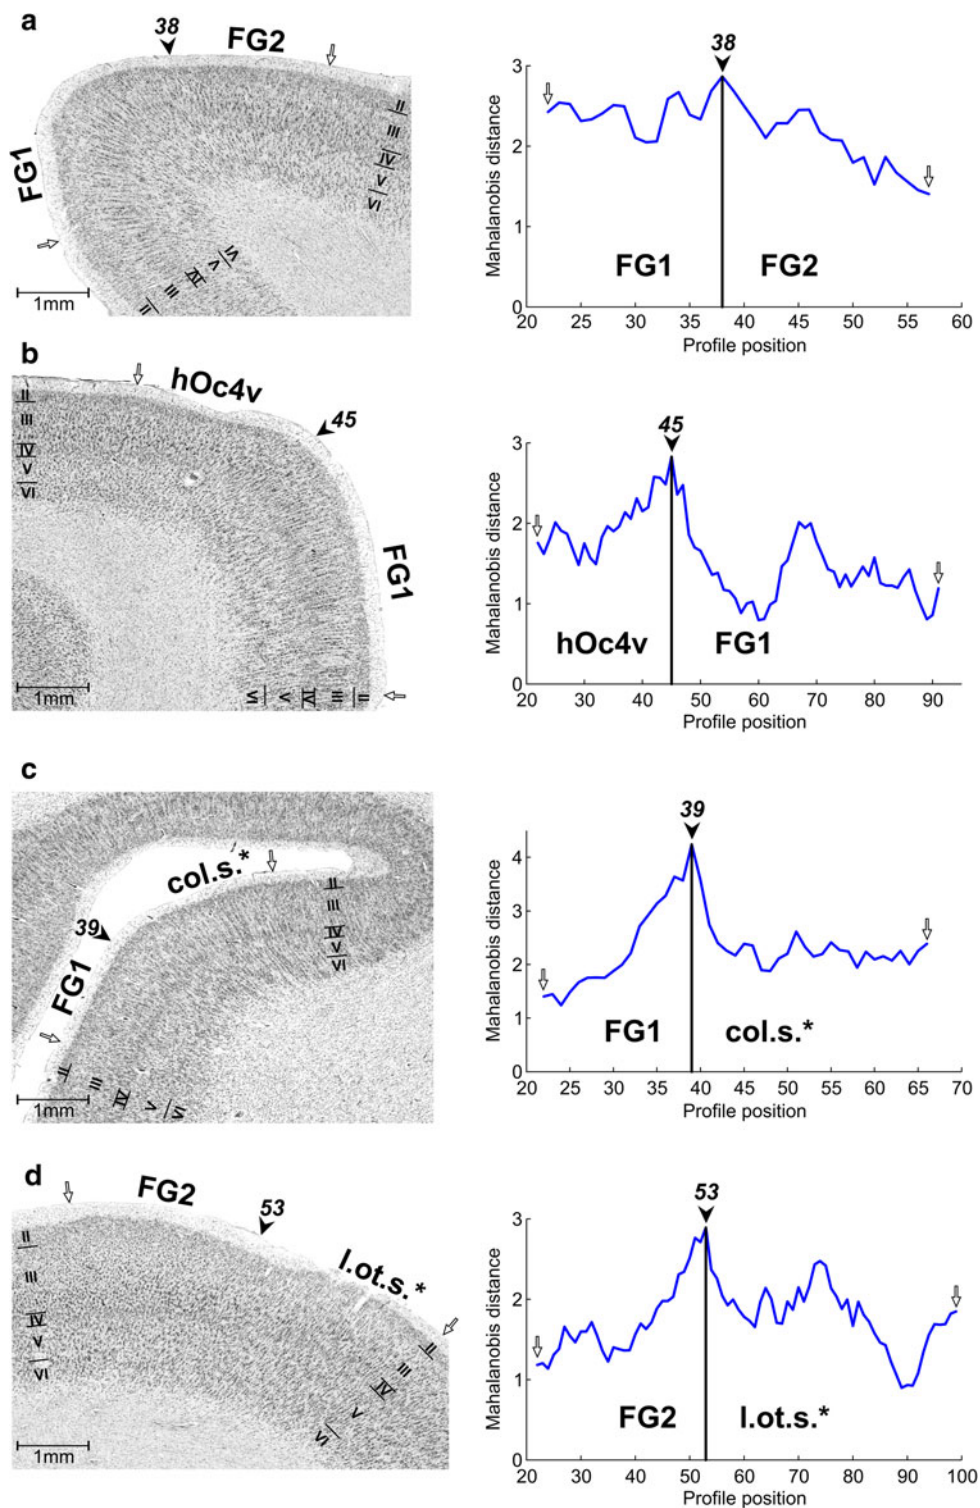 a
38
FG2
FG1
II
III
IV
V
VI
VI
V
IV
III
II
1mm
38
3
2
1
0
Mahalanobis distance
FG1
FG2
20 25 30 35 40 45 50 55 60
Profile position
b
hOc4v
45
FG1
II
III
IV
V
VI
VI
V
IV
III
II
1mm
45
3
2
1
0
Mahalanobis distance
hOc4v
FG1
20 30 40 50 60 70 80 90
Profile position
c
col.s.*
39
FG1
II
III
IV
V
VI
II
III
IV
V
VI
1mm
39
4
3
2
1
0
Mahalanobis distance
FG1
col.s.*
20 25 30 35 40 45 50 55 60 65 70
Profile position
d
FG2
53
l.ot.s.*
II
III
IV
V
VI
II
III
IV
V
VI
1mm
53
3
2
1
0
Mahalanobis distance
FG2
l.ot.s.*
20 30 40 50 60 70 80 90 100
Profile position